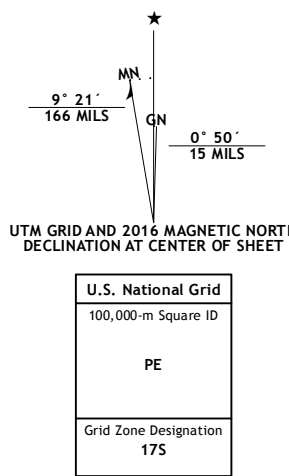 ★
MN
9° 21´
166 MILS
GN
0° 50´
15 MILS
UTM GRID AND 2016 MAGNETIC NORT
DECLINATION AT CENTER OF SHEET
U.S. National Grid
100,000-m Square ID
PE
Grid Zone Designation
17S